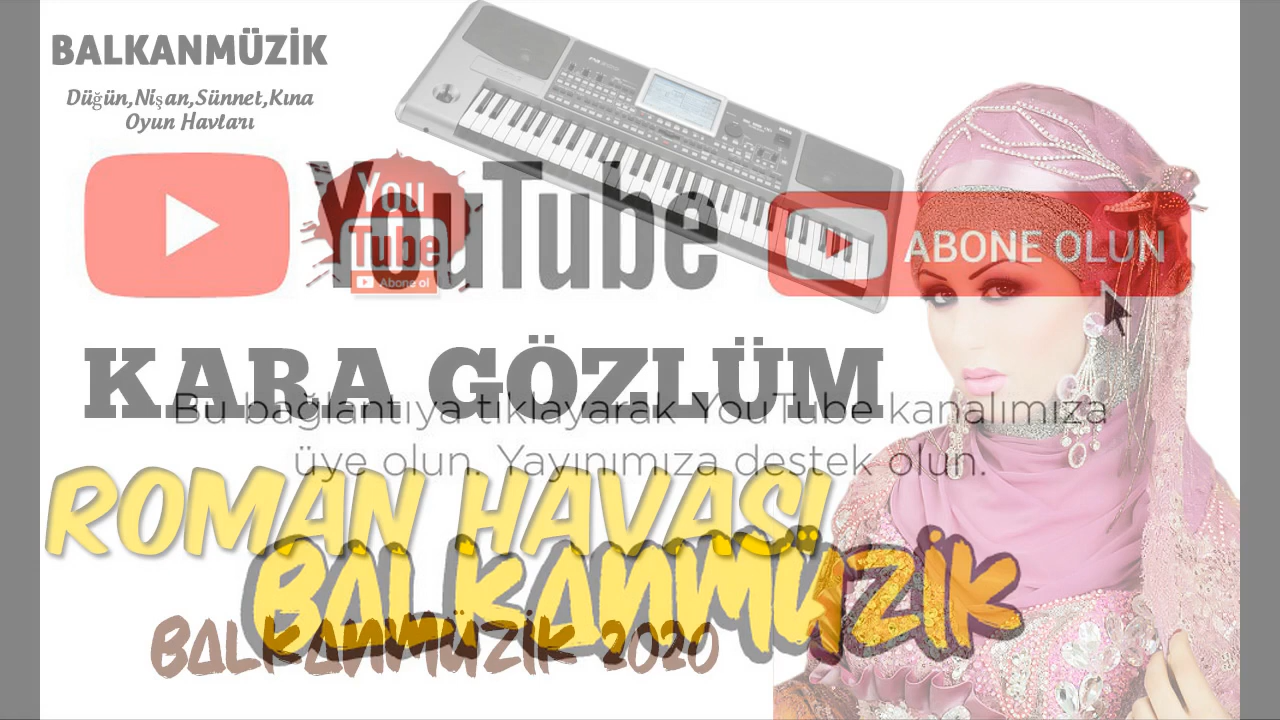 BALKANMÜZİK
Düğün,Nişan,Sünnet,Kına
Oyun Havları
YouTube
You
Tube
Abone ol
ABONE OLUN
KARA GÖZLÜM
Bu bağlantıya tıklayarak YouTube kanalımıza
üye olun. Yayınımıza destek olun.
ROMAN HAVASI
BALKANMÜZİK
BALKANMÜZİK 2020